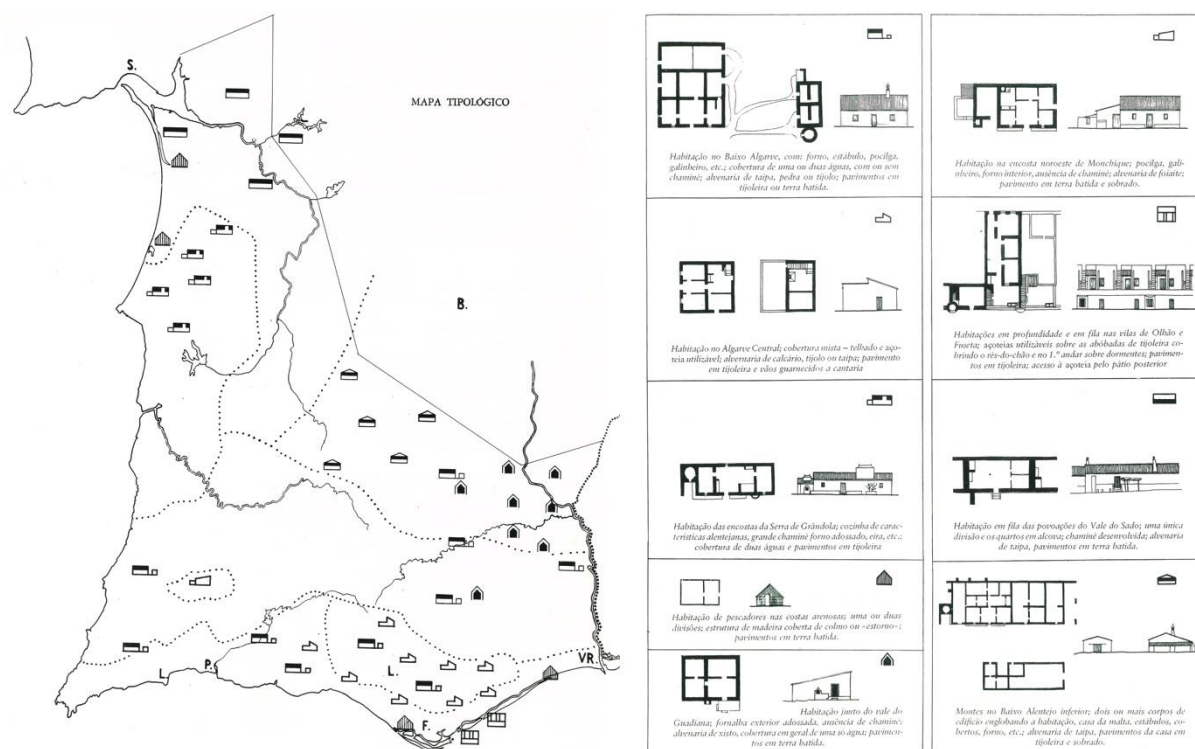 S.
MAPA TIPOLÓGICO
B.
L.
P.
L.
F.
VR.
Habitação no Baixo Algarve, com: forno, estábulo, pocilga,
galinheiro, etc.; cobertura de uma ou duas águas, com ou sem
chaminé; alvenaria de taipa, pedra ou tijolo; pavimentos em
tijoleira ou terra batida.
Habitação na encosta noroeste de Monchique; pocilga, gali-
nheiro, forno interior, ausência de chaminé; alvenaria de foiaíte;
pavimento em terra batida e sobrado.
Habitação no Algarve Central; cobertura mista — telhado e aço-
teia utilizável; alvernaria de calcário, tijolo ou taipa; pavimento
em tijoleira e vãos guarnecidos a cantaria
Habitações em profundidade e em fila nas vilas de Olhão e
Fuseta; açoteias utilizáveis sobre as abóbadas de tijoleira co-
brindo o rés-do-chão e no 1.º andar sobre dormentes; pavimen-
tos em tijoleira; acesso à açoteia pelo pátio posterior
Habitação das encostas da Serra de Grândola; cozinha de carac-
terísticas alentejanas, grande chaminé forno adossado, eira, etc.;
cobertura de duas águas e pavimentos em tijoleira
Habitação em fila das povoações do Vale do Sado; uma única
divisão e os quartos em alcova; chaminé desenvolvida; alvenaria
de taipa, pavimentos em terra batida.
Habitação de pescadores nas costas arenosas; uma ou duas
divisões; estrutura de madeira coberta de colmo ou «estorno»;
pavimentos em terra batida.
Habitação junto do vale do
Guadiana; fornalha exterior adossada, ausência de chaminé;
alvenaria de xisto, cobertura em geral de uma só água; pavimen-
tos em terra batida.
Montes no Baixo Alentejo inferior; dois ou mais corpos de
edifício englobando a habitação, casa da malta, estábulos, co-
bertos, forno, etc.; alvenaria de taipa, pavimentos da casa em
tijoleira e sobrado.